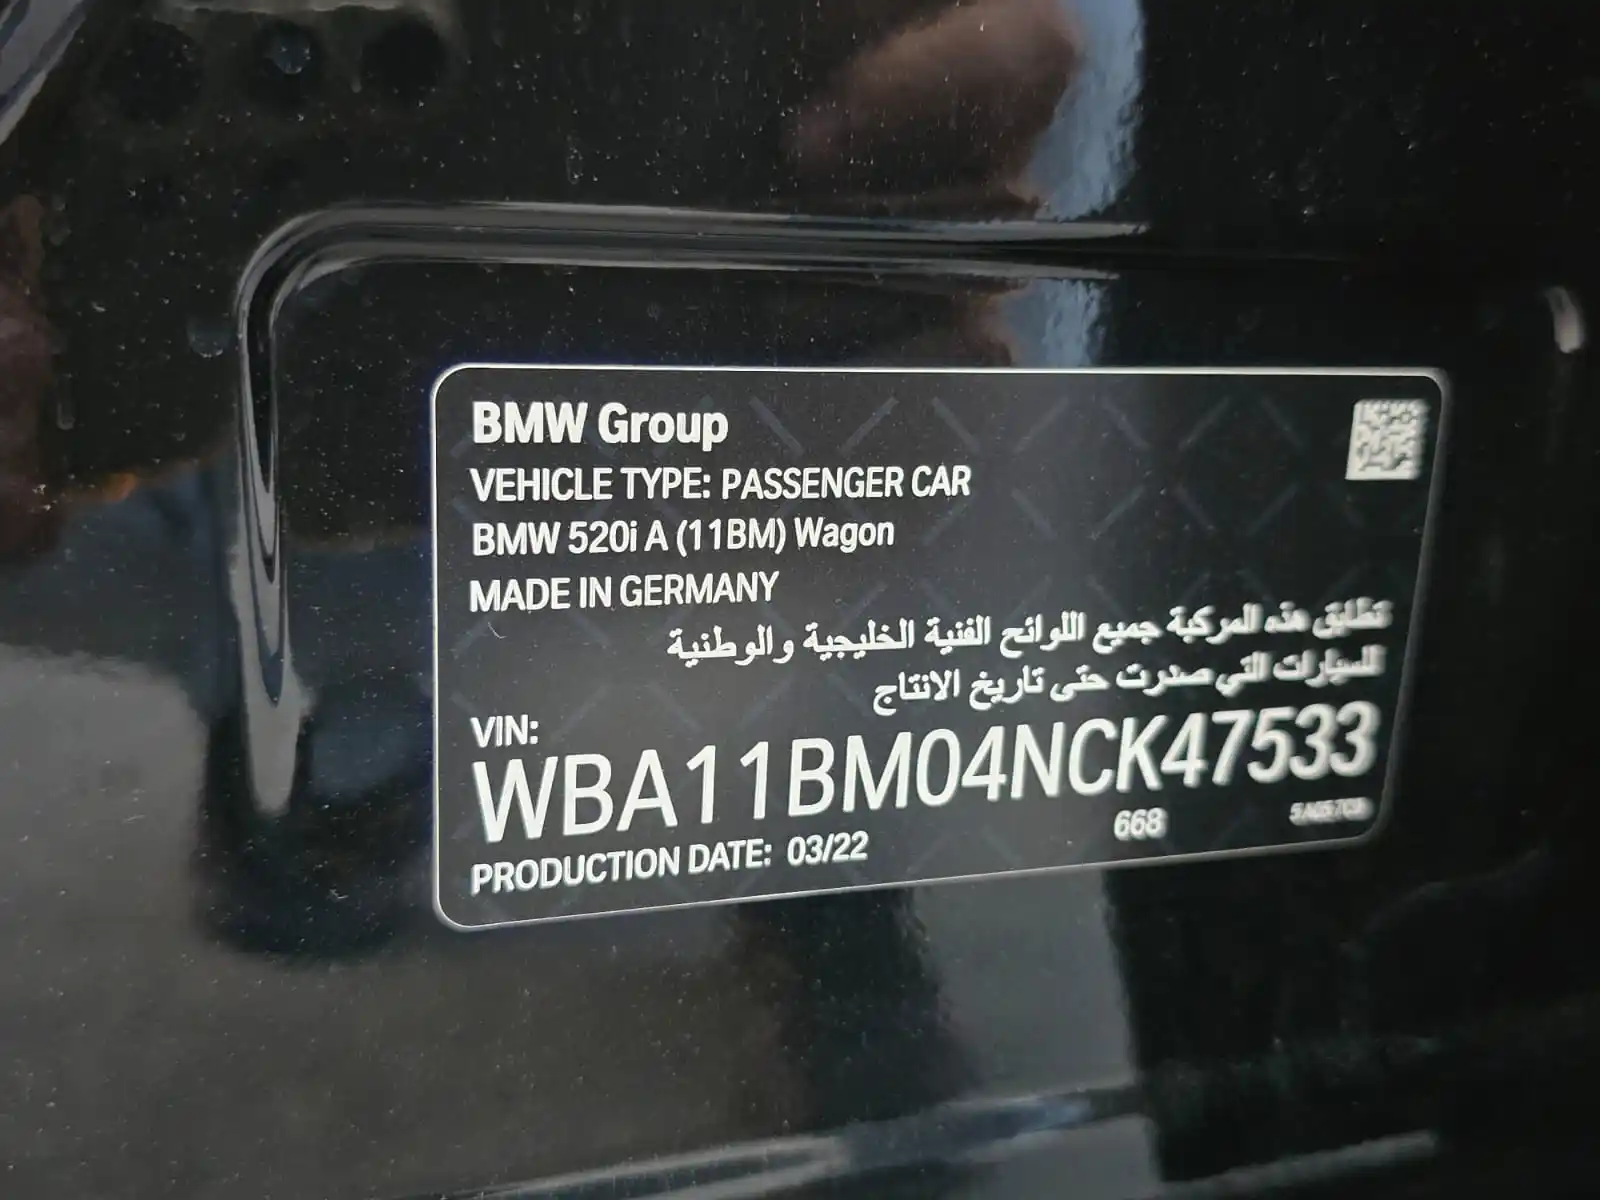 BMW Group
VEHICLE TYPE: PASSENGER CAR
BMW 520i A (11BM) Wagon
MADE IN GERMANY
تطابق هذه المركبة جميع اللوائح الفنية الخليجية والوطنية
للسيارات التي صدرت حتى تاريخ الانتاج
VIN:
WBA11BM04NCK47533
PRODUCTION DATE: 03/22
668